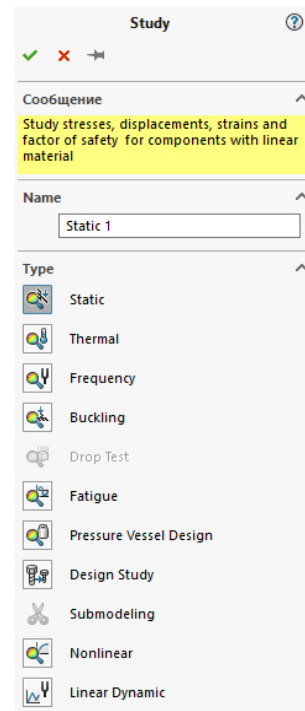 Study
Сообщение
Study stresses, displacements, strains and
factor of safety for components with linear
material
Name
Static 1
Type
Static
Thermal
Frequency
Buckling
Drop Test
Fatigue
Pressure Vessel Design
Design Study
Submodeling
Nonlinear
Linear Dynamic